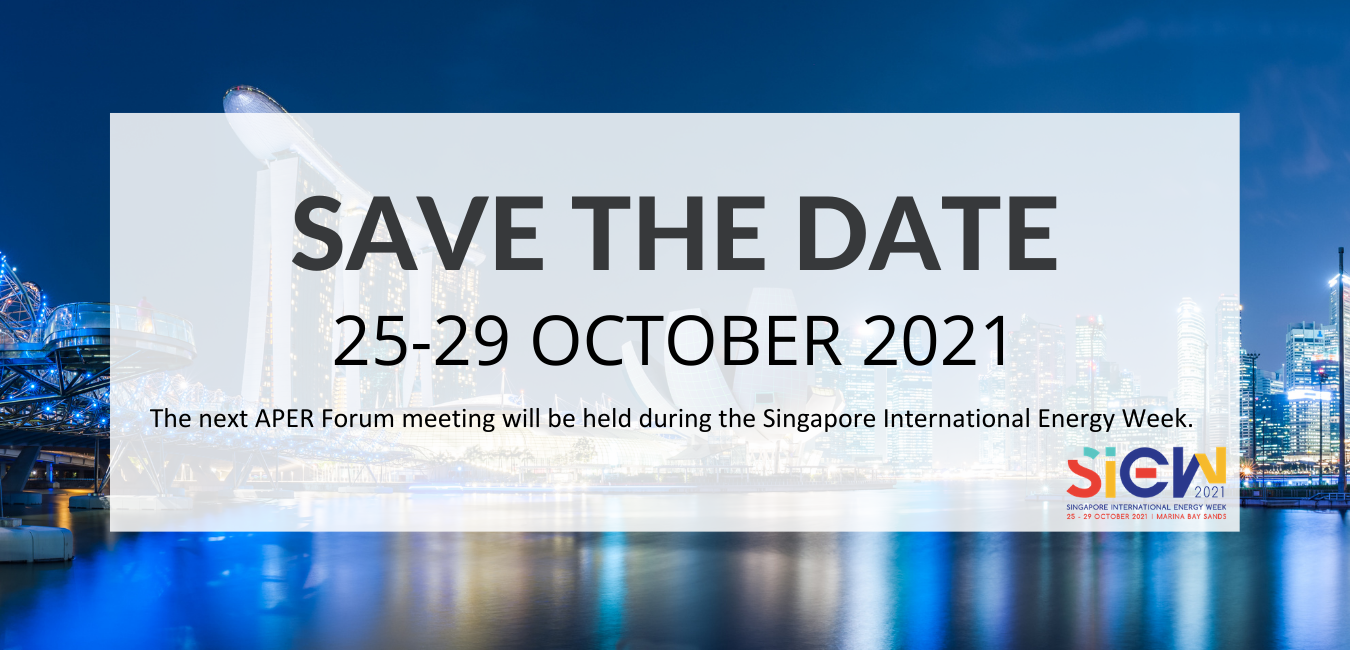 SAVE THE DATE
25-29 OCTOBER 2021
The next APER Forum meeting will be held during the Singapore International Energy Week.
SIEW
2021
SINGAPORE INTERNATIONAL ENERGY WEEK
25 - 29 OCTOBER 2021 | MARINA BAY SANDS